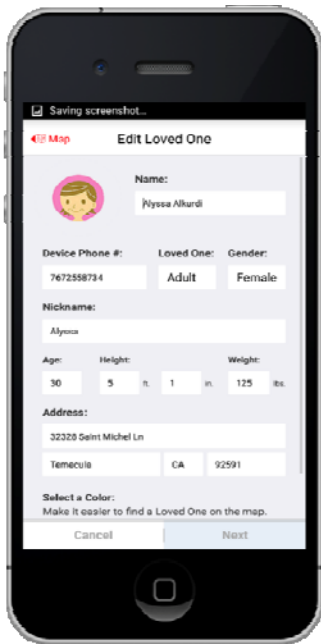 Saving screenshot...
Map
Edit Loved One
Name:
Alyssa Alkurdi
Device Phone #: Loved One: Gender:
7672558734 Adult Female
Nickname:
Alyssa
Age: Height: Weight:
30 5 ft. 1 in. 125 lbs.
Address:
32328 Saint Michel Ln
Temecula CA 92591
Select a Color:
Make it easier to find a Loved One on the map.
Cancel Next